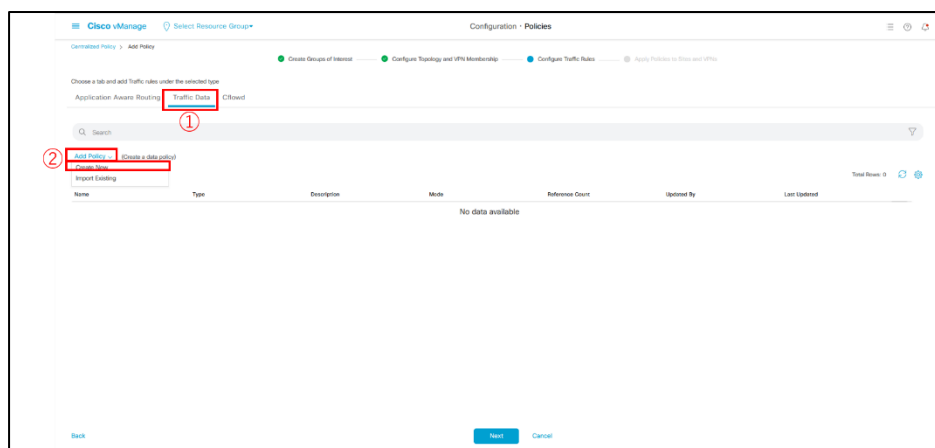 Cisco vManage
Select Resource Group
Configuration · Policies
Centralized Policy > Add Policy
Create Groups of Interest
Configure Topology and VPN Membership
Configure Traffic Rules
Apply Policies to Sites and VPNs
Choose a tab and add Traffic rules under the selected type
Application Aware Routing
Traffic Data
Cflowd
①
Search
②
Add Policy
(Create a data policy)
Create New
Import Existing
Total Rows: 0
Name
Type
Description
Mode
Reference Count
Updated By
Last Updated
No data available
Back
Next
Cancel